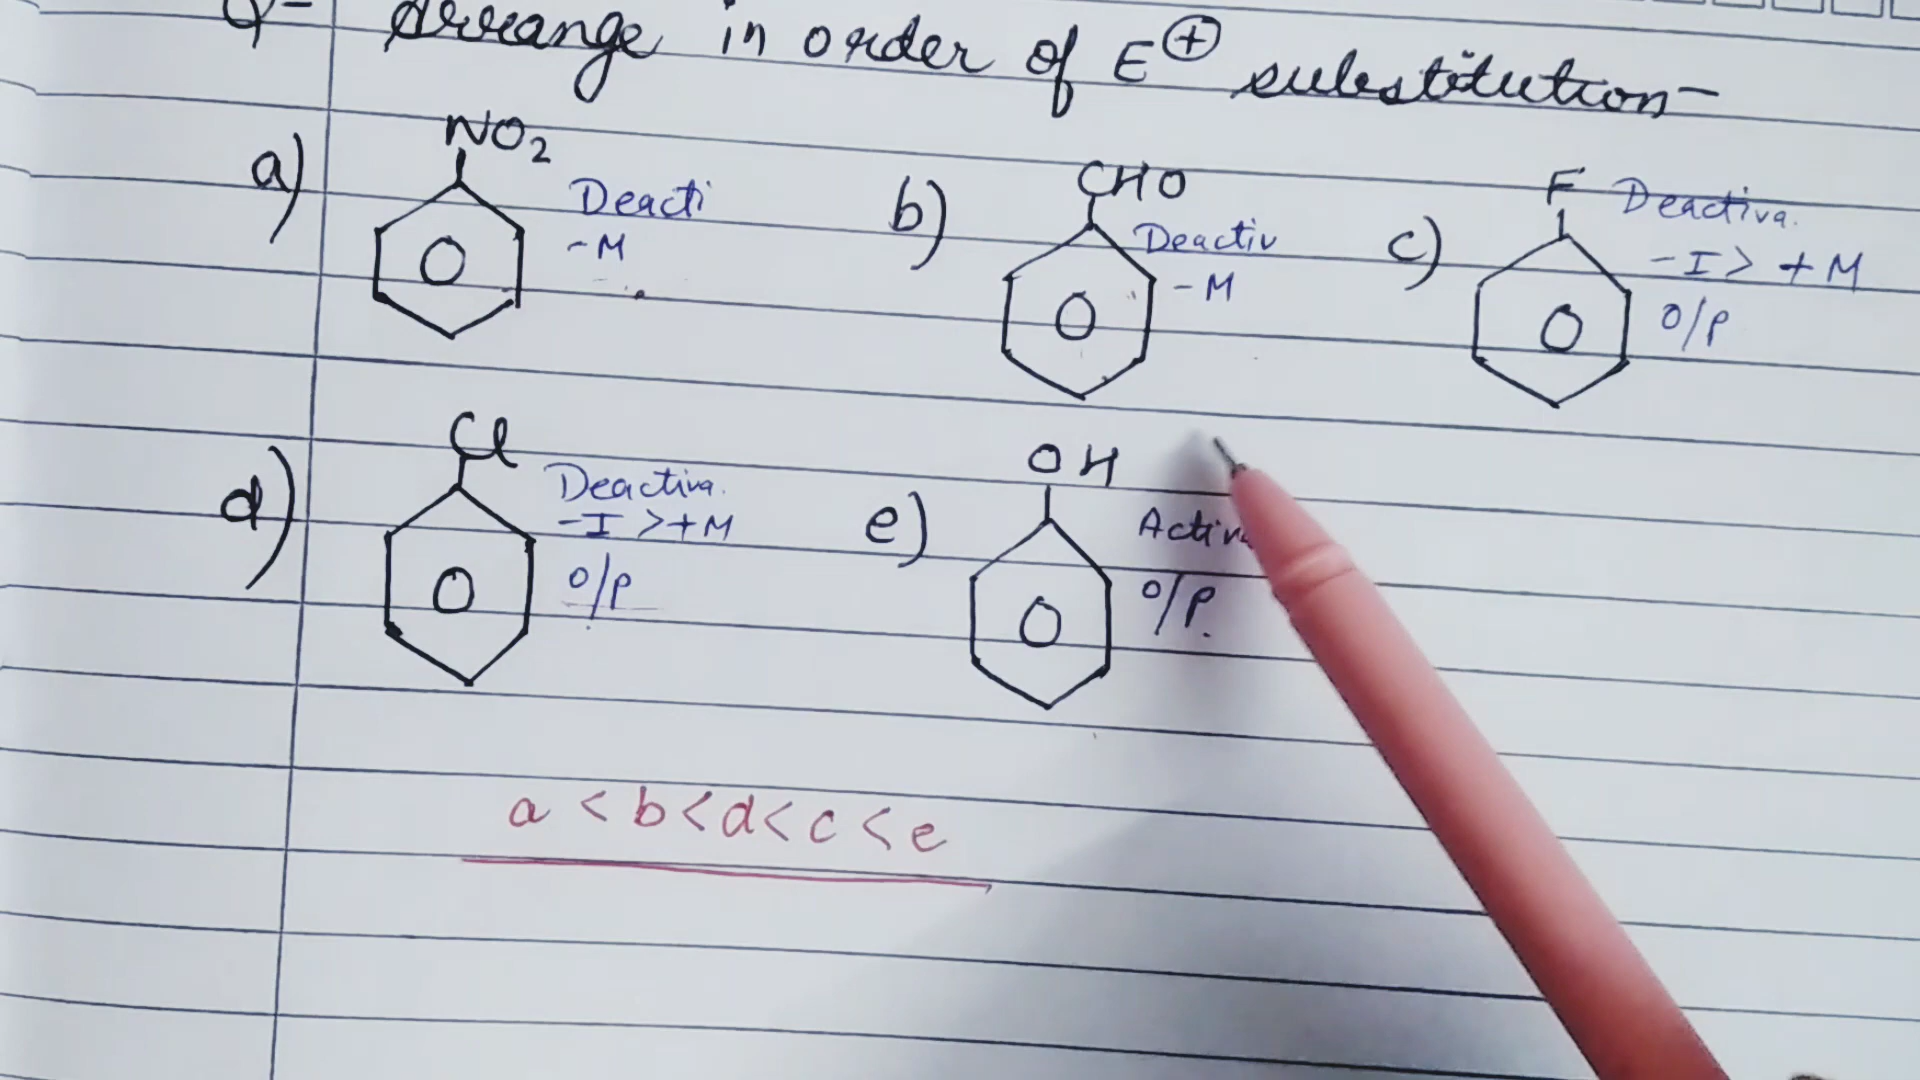 Q- Arrange in order of E⊕ substitution-
a) NO2 Deacti
-M
b) CHO Deactiv
-M
c) F Deactiva.
-I > +M
O/P
d) Cl Deactiva.
-I > +M
O/P
e) OH
O/P.
a < b < d < c < e